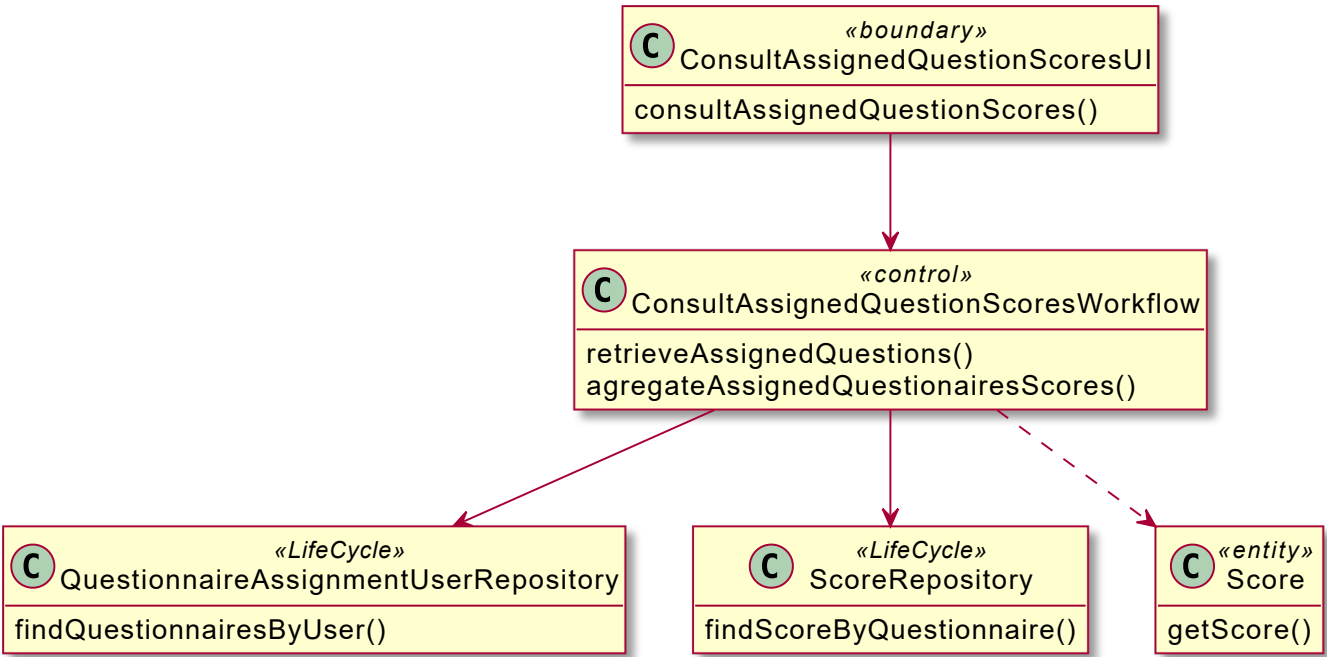 «boundary»
C ConsultAssignedQuestionScoresUI
consultAssignedQuestionScores()
«control»
C ConsultAssignedQuestionScoresWorkflow
retrieveAssignedQuestions()
agregateAssignedQuestionairesScores()
«LifeCycle»
C QuestionnaireAssignmentUserRepository
findQuestionnairesByUser()
«LifeCycle»
C ScoreRepository
findScoreByQuestionnaire()
«entity»
C Score
getScore()